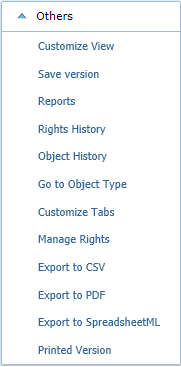 Others
Customize View
Save version
Reports
Rights History
Object History
Go to Object Type
Customize Tabs
Manage Rights
Export to CSV
Export to PDF
Export to SpreadsheetML
Printed Version